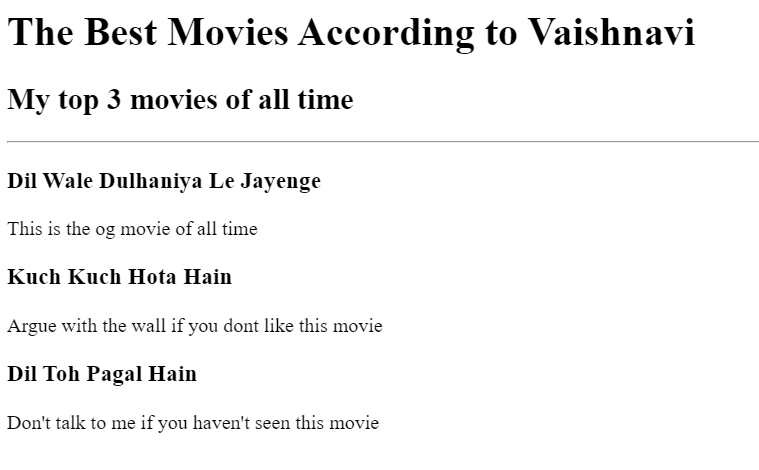 The Best Movies According to Vaishnavi
My top 3 movies of all time
Dil Wale Dulhaniya Le Jayenge
This is the og movie of all time
Kuch Kuch Hota Hain
Argue with the wall if you dont like this movie
Dil Toh Pagal Hain
Don't talk to me if you haven't seen this movie